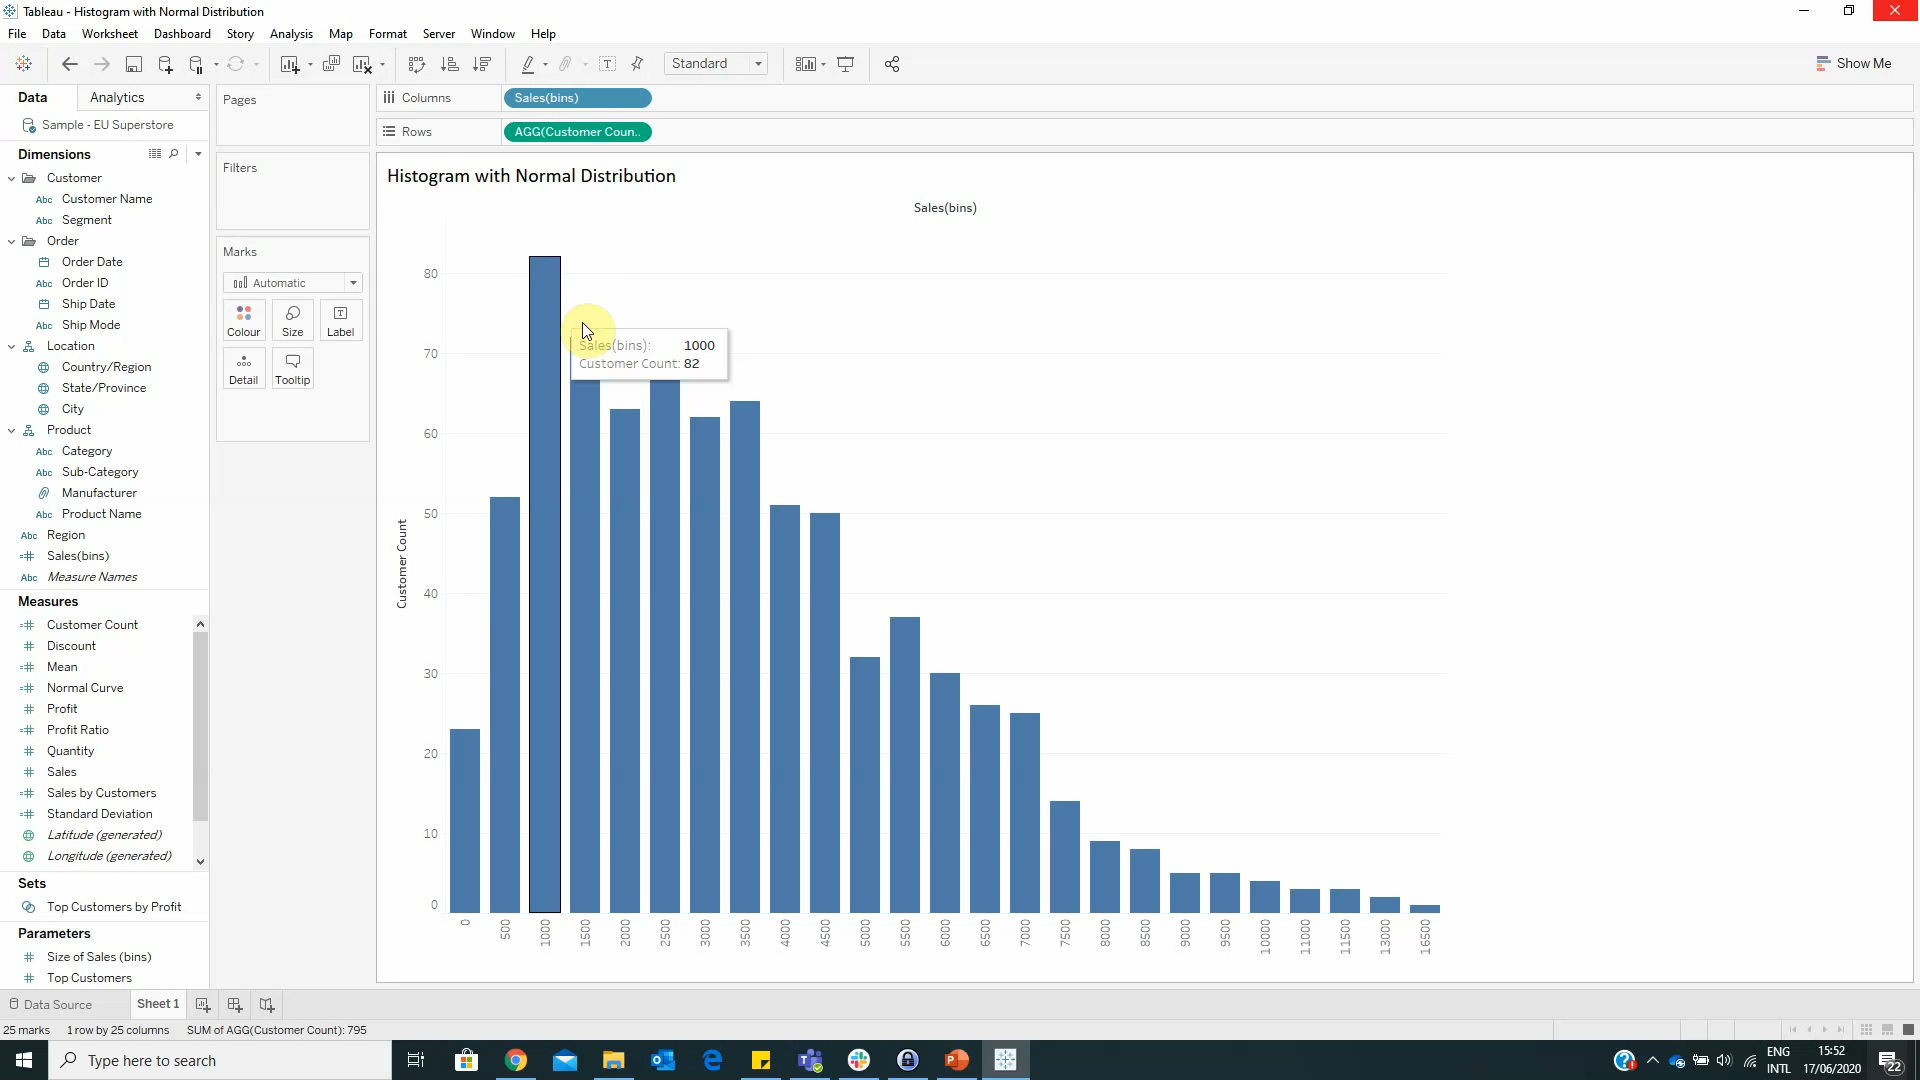 Tableau - Histogram with Normal Distribution
File Data Worksheet Dashboard Story Analysis Map Format Server Window Help
Standard
Show Me
Data
Analytics
Sample - EU Superstore
Dimensions
Customer
Abc Customer Name
Abc Segment
Order
Order Date
Abc Order ID
Ship Date
Abc Ship Mode
Location
Country/Region
State/Province
City
Product
Abc Category
Abc Sub-Category
Manufacturer
Abc Product Name
Abc Region
Sales(bins)
Abc Measure Names
Measures
Customer Count
Discount
Mean
Normal Curve
Profit
Profit Ratio
Quantity
Sales
Sales by Customers
Standard Deviation
Latitude (generated)
Longitude (generated)
Sets
Top Customers by Profit
Parameters
Size of Sales (bins)
Top Customers
Pages
Filters
Marks
Automatic
Colour
Size
Label
Detail
Tooltip
Columns
Sales(bins)
Rows
AGG(Customer Coun..
Histogram with Normal Distribution
Sales(bins)
Customer Count
80
70
60
50
40
30
20
10
0
Sales(bins): 1000
Customer Count: 82
0 500 1000 1500 2000 2500 3000 3500 4000 4500 5000 5500 6000 6500 7000 7500 8000 8500 9000 9500 10000 11000 11500 13000 16500
Data Source
Sheet 1
25 marks
1 row by 25 columns
SUM of AGG(Customer Count): 795
Type here to search
ENG
INTL
15:52
17/06/2020
22